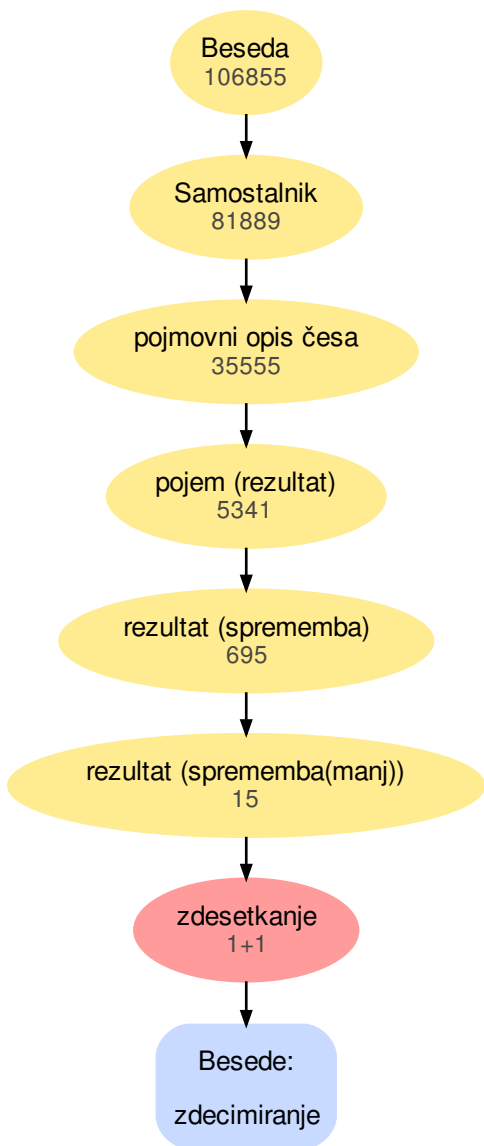 Beseda
106855
Samostalnik
81889
pojmovni opis česa
35555
pojem (rezultat)
5341
rezultat (sprememba)
695
rezultat (sprememba(manj))
15
zdesetkanje
1+1
Besede:
zdecimiranje